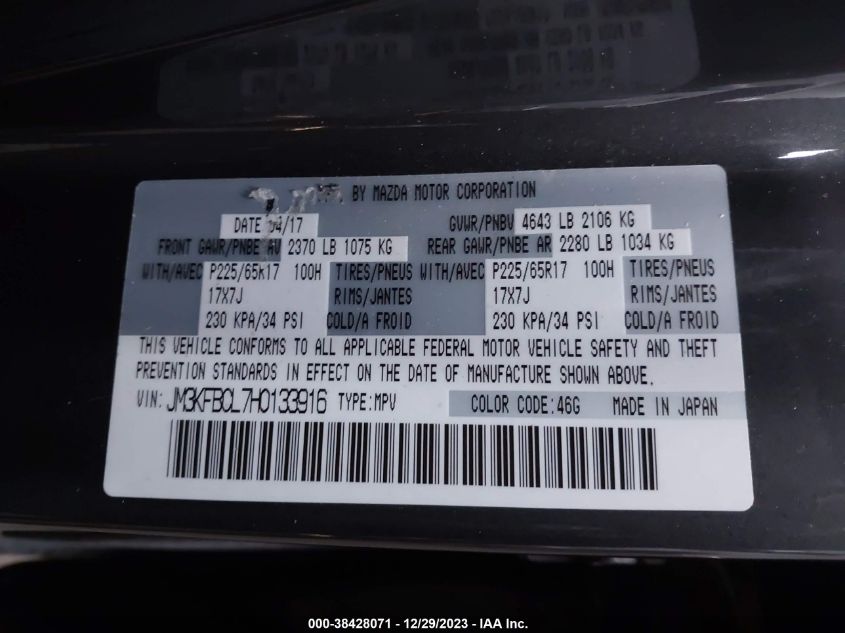 BY MAZDA MOTOR CORPORATION
DATE 04/17 GVWR/PNBV 4643 LB 2106 KG
FRONT GAWR/PNBE AV 2370 LB 1075 KG REAR GAWR/PNBE AR 2280 LB 1034 KG
WITH/AVEC P225/65R17 100H TIRES/PNEUS WITH/AVEC P225/65R17 100H TIRES/PNEUS
17X7J RIMS/JANTES 17X7J RIMS/JANTES
230 KPA/34 PSI COLD/A FROID 230 KPA/34 PSI COLD/A FROID
THIS VEHICLE CONFORMS TO ALL APPLICABLE FEDERAL MOTOR VEHICLE SAFETY AND THEFT
PREVENTION STANDARDS IN EFFECT ON THE DATE OF MANUFACTURE SHOWN ABOVE.
VIN: JM3KFBCL7H0133916 TYPE:MPV COLOR CODE:46G MADE IN JAPAN
000-38428071 - 12/29/2023 - IAA Inc.